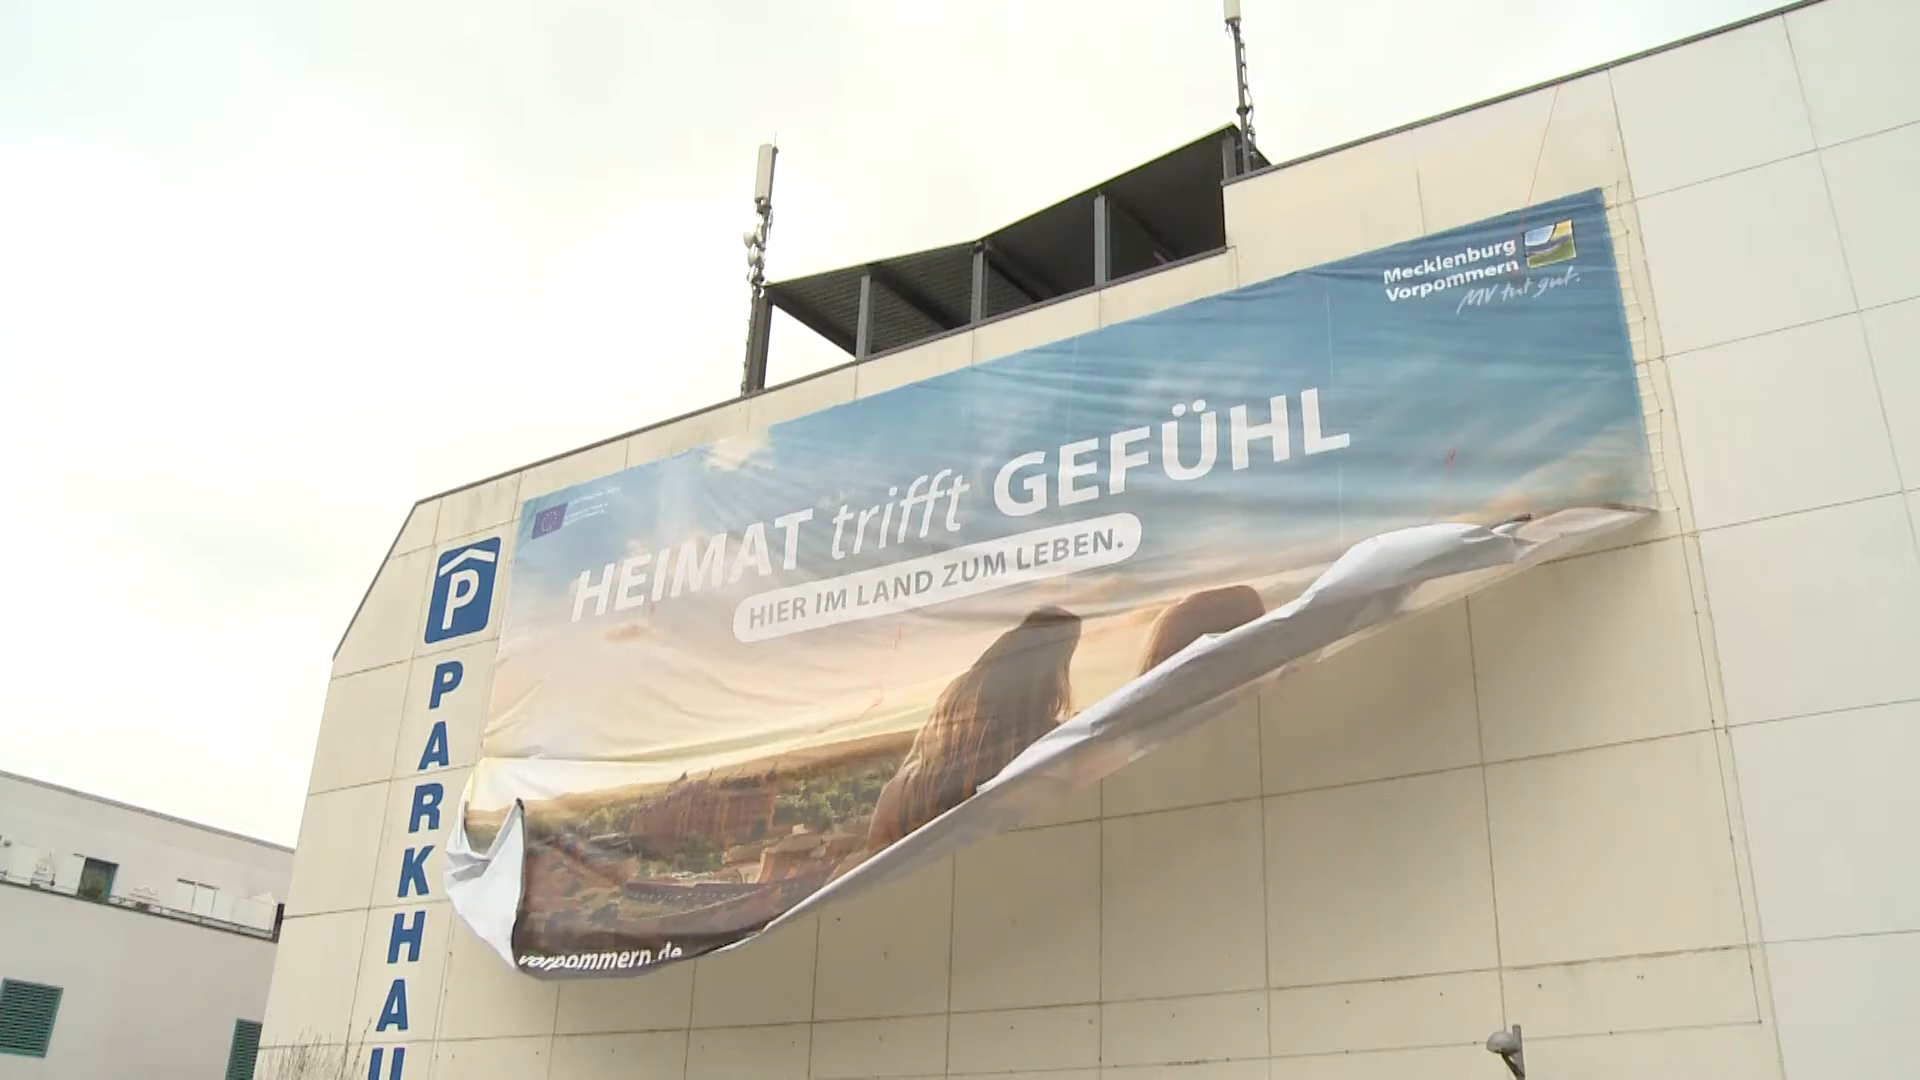 Mecklenburg
Vorpommern
MV tut gut.
HEIMAT trifft GEFÜHL
HIER IM LAND ZUM LEBEN.
P
PARKHAU
vorpommern.de